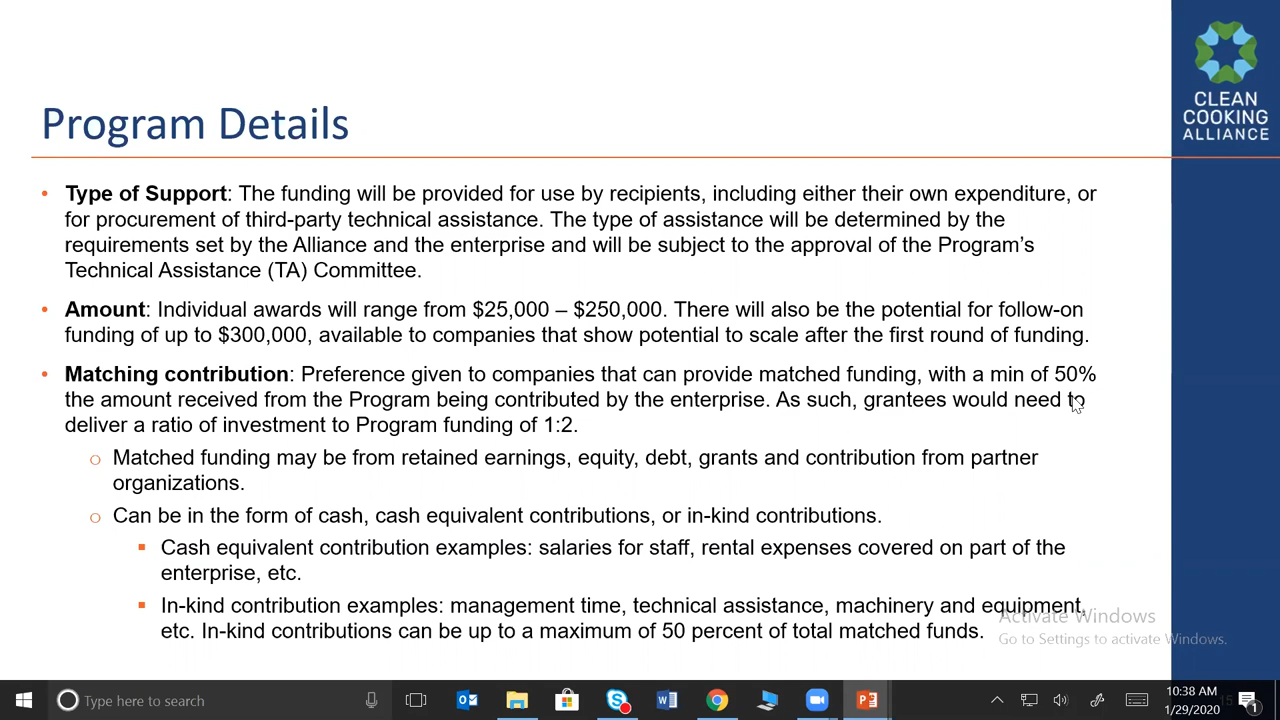 CLEAN
COOKING
ALLIANCE
Program Details
• Type of Support: The funding will be provided for use by recipients, including either their own expenditure, or
for procurement of third-party technical assistance. The type of assistance will be determined by the
requirements set by the Alliance and the enterprise and will be subject to the approval of the Program's
Technical Assistance (TA) Committee.
• Amount: Individual awards will range from $25,000 – $250,000. There will also be the potential for follow-on
funding of up to $300,000, available to companies that show potential to scale after the first round of funding.
• Matching contribution: Preference given to companies that can provide matched funding, with a min of 50%
the amount received from the Program being contributed by the enterprise. As such, grantees would need to
deliver a ratio of investment to Program funding of 1:2.
o Matched funding may be from retained earnings, equity, debt, grants and contribution from partner
organizations.
o Can be in the form of cash, cash equivalent contributions, or in-kind contributions.
▪ Cash equivalent contribution examples: salaries for staff, rental expenses covered on part of the
enterprise, etc.
▪ In-kind contribution examples: management time, technical assistance, machinery and equipment,
etc. In-kind contributions can be up to a maximum of 50 percent of total matched funds.
Activate Windows
Go to Settings to activate Windows.
Type here to search
10:38 AM
1/29/2020
15
1